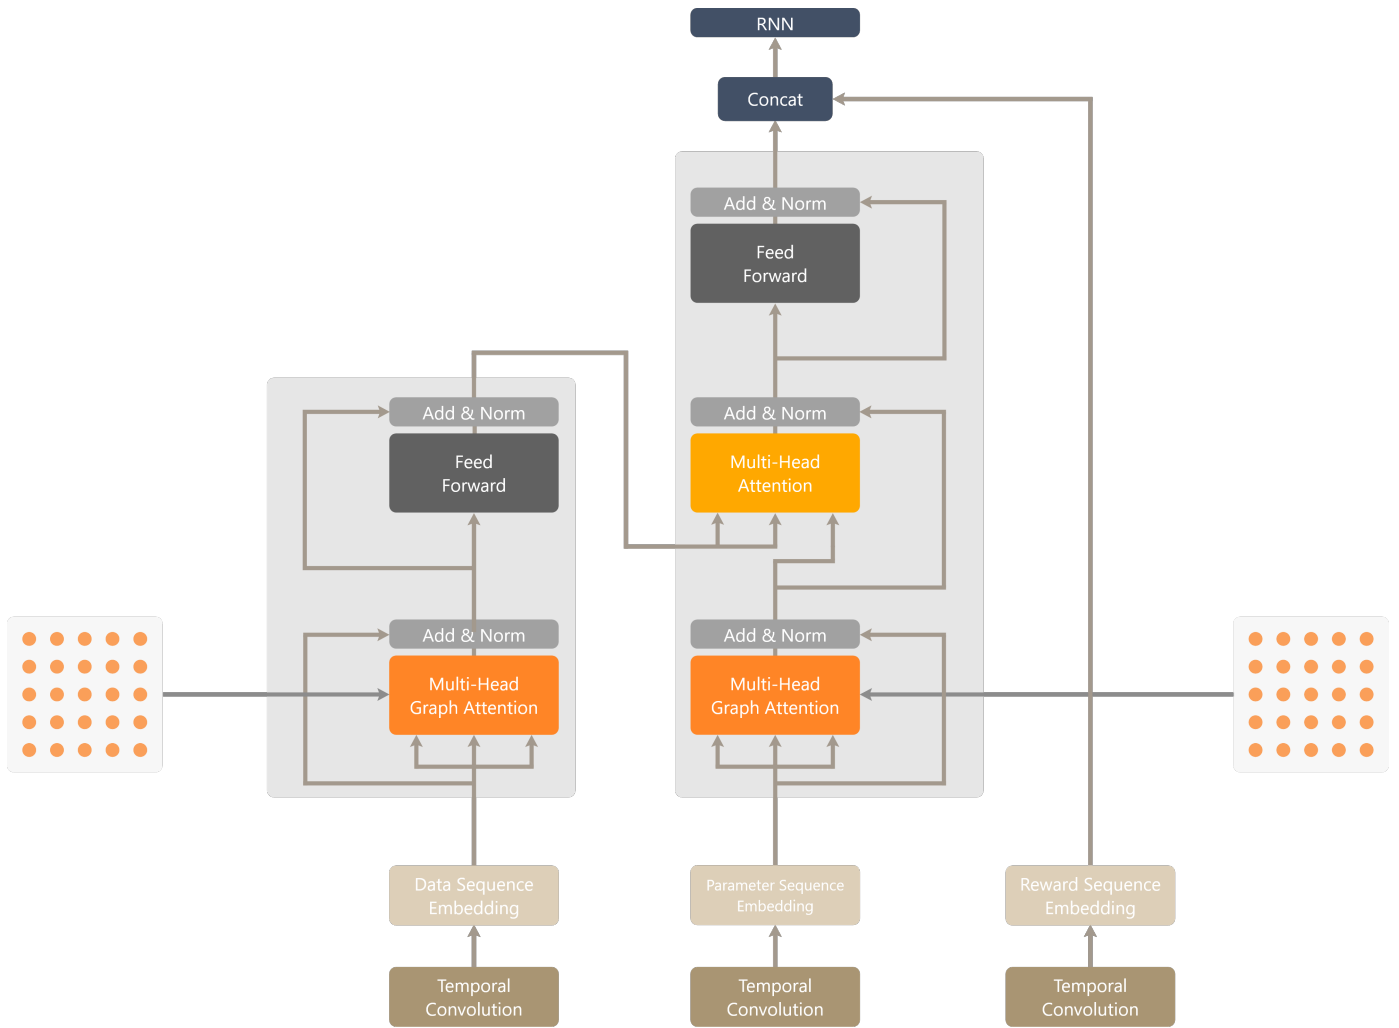 RNN
Concat
Add & Norm
Feed
Forward
Add & Norm
Add & Norm
Feed
Forward
Multi-Head
Attention
Add & Norm
Add & Norm
Multi-Head
Graph Attention
Multi-Head
Graph Attention
Data Sequence
Embedding
Parameter Sequence
Embedding
Reward Sequence
Embedding
Temporal
Convolution
Temporal
Convolution
Temporal
Convolution